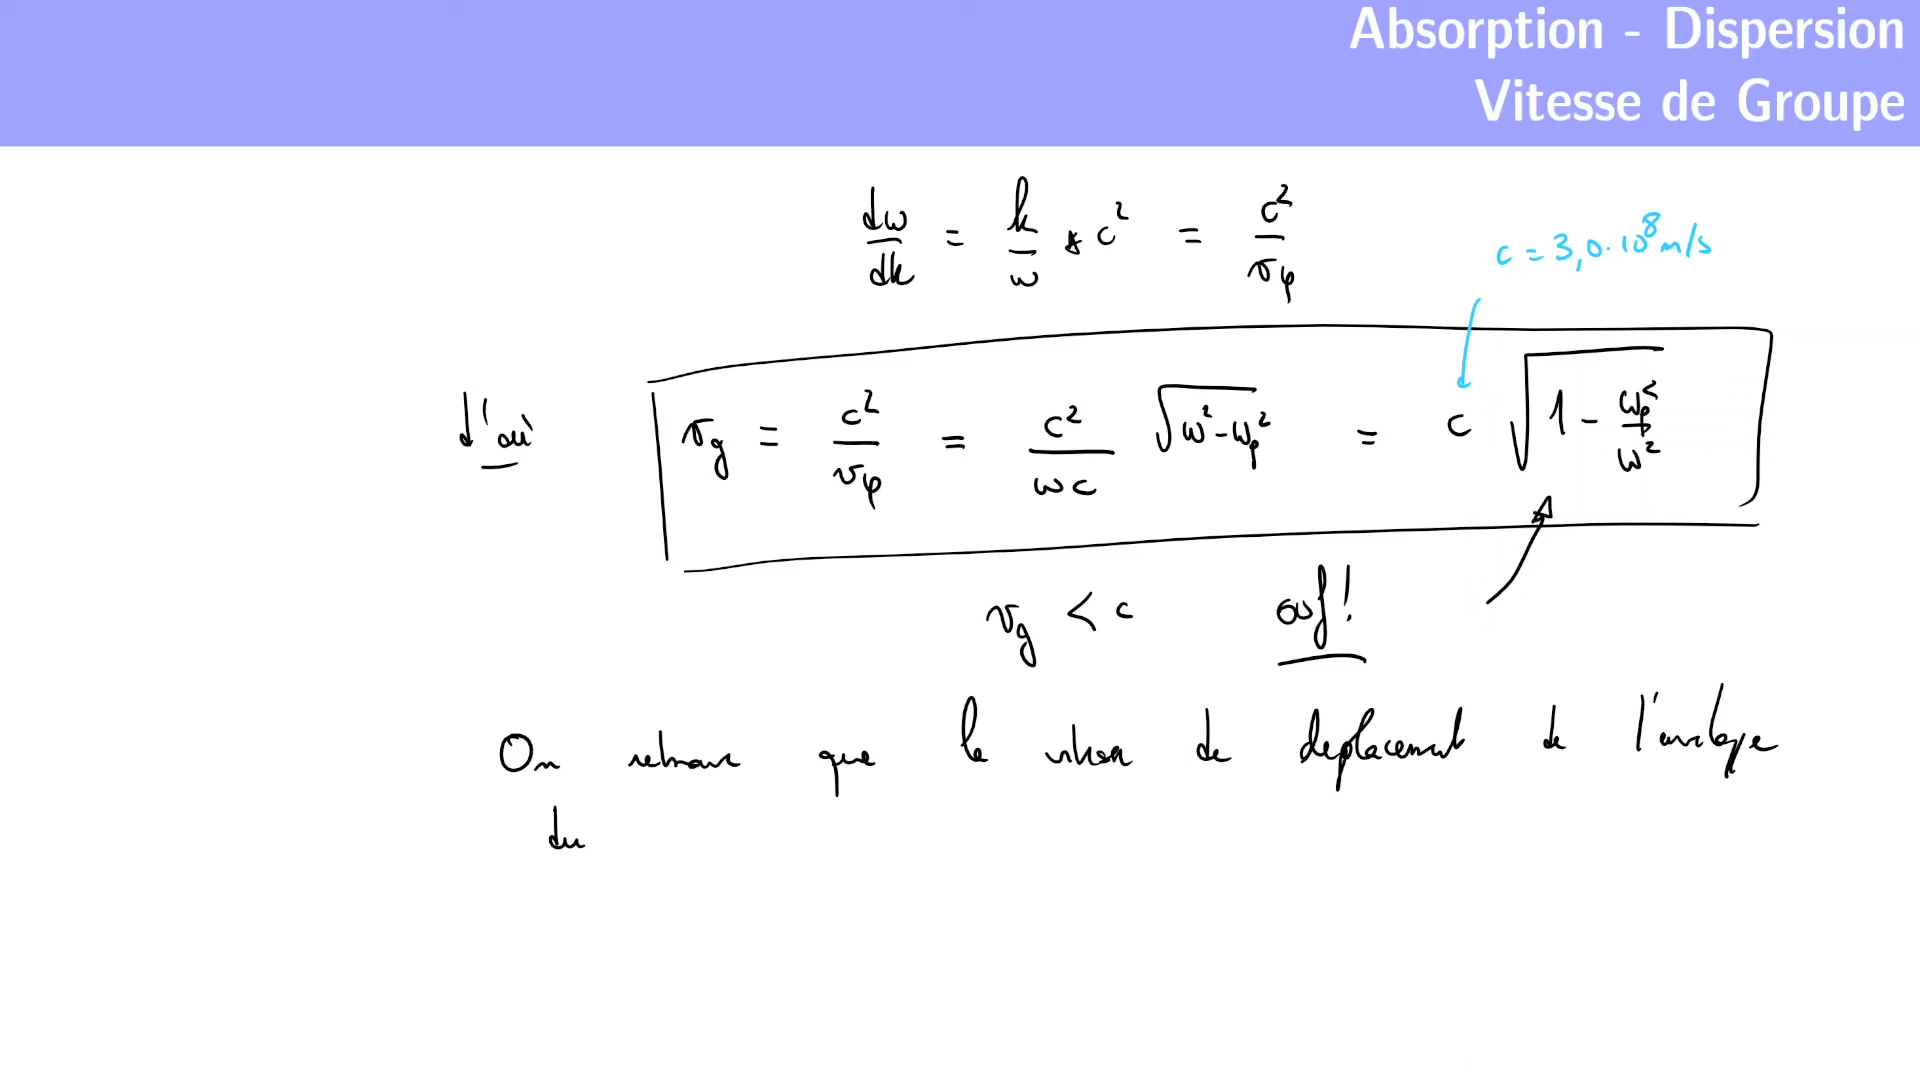 Absorption - Dispersion
Vitesse de Groupe
dω/dk = k/ω * c² = c²/vφ
c = 3,0·10⁸ m/s
d'où vg = c²/vφ = c²/ωc √(ω²-ωp²) = c √(1 - ωp²/ω²)
vg < c ouf!
On retrouve que la vitesse de deplacement de l'enveloppe
du